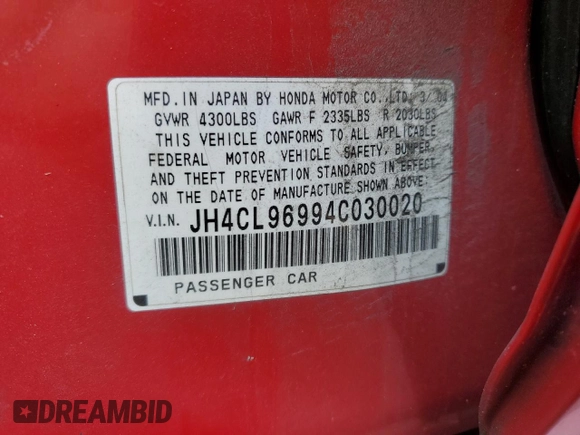 MFD. IN JAPAN BY HONDA MOTOR CO., LTD. 3/04
GVWR 4300LBS GAWR F 2335LBS R 2030LBS
THIS VEHICLE CONFORMS TO ALL APPLICABLE
FEDERAL MOTOR VEHICLE SAFETY, BUMPER,
AND THEFT PREVENTION STANDARDS IN EFFECT
ON THE DATE OF MANUFACTURE SHOWN ABOVE.
V.I.N. JH4CL96994C030020
PASSENGER CAR
DREAMBID